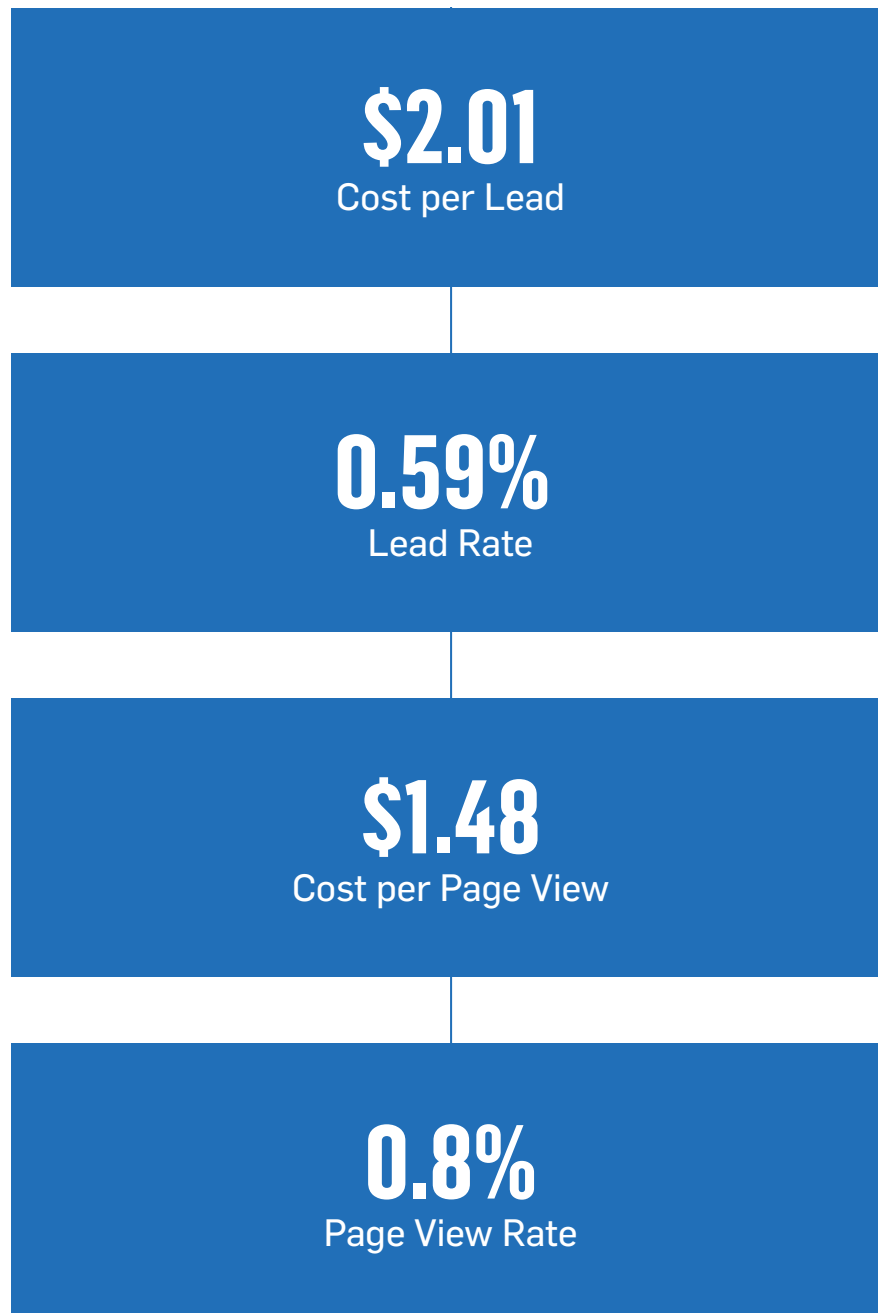 $2.01
Cost per Lead
0.59%
Lead Rate
$1.48
Cost per Page View
0.8%
Page View Rate